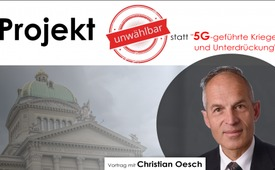 Projekt unwählbar statt "5G-geführte Kriege
und Unterdrückung"
Vortrag mit Christian Oesch